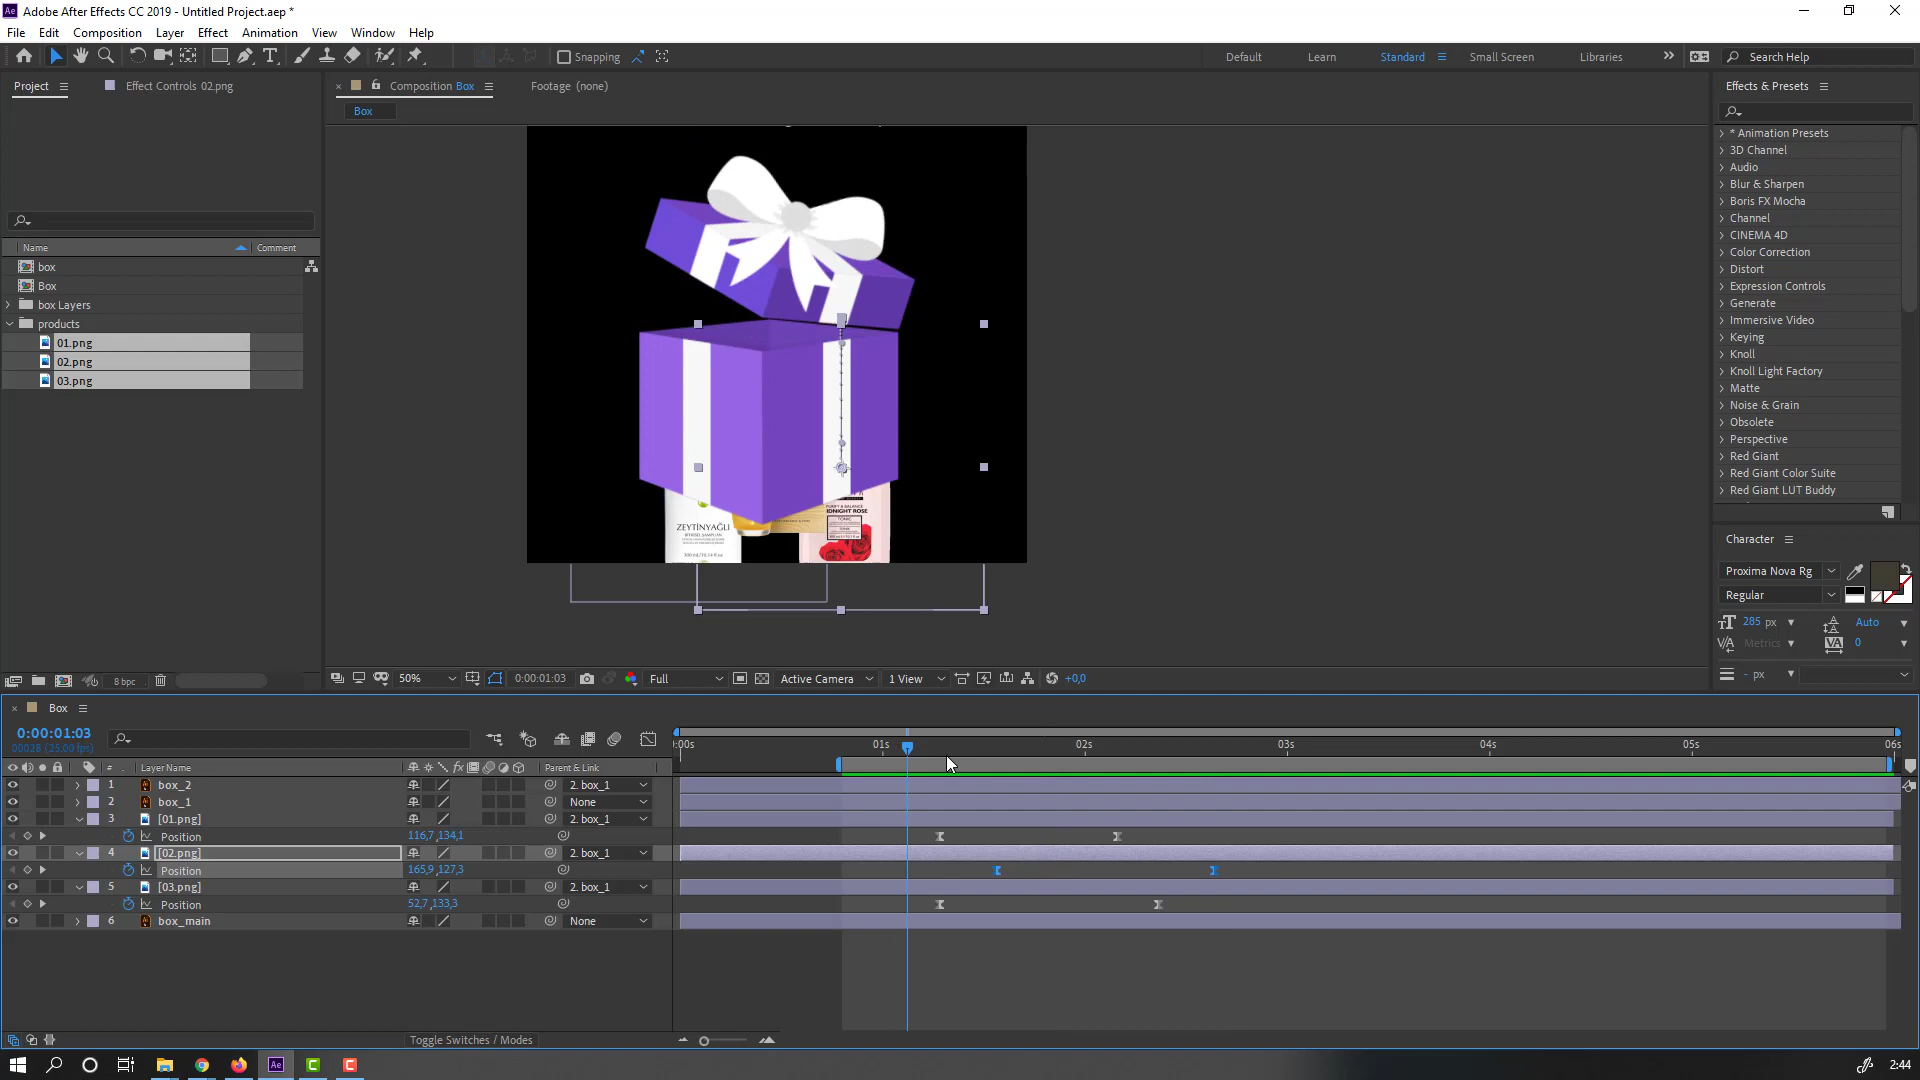 Adobe After Effects CC 2019 - Untitled Project.aep *
File Edit Composition Layer Effect Animation View Window Help
Snapping
Default Learn Standard Small Screen Libraries
Search Help
Project
Effect Controls 02.png
Composition Box
Footage (none)
Effects & Presets
Box
* Animation Presets
3D Channel
Audio
Blur & Sharpen
Boris FX Mocha
Channel
CINEMA 4D
Color Correction
Distort
Expression Controls
Generate
Immersive Video
Keying
Knoll
Knoll Light Factory
Matte
Noise & Grain
Obsolete
Perspective
Red Giant
Red Giant Color Suite
Red Giant LUT Buddy
Name Comment
box
Box
box Layers
products
01.png
02.png
03.png
ZEYTİNYAĞLI
PURIFY & BALANCE
MIDNIGHT ROSE
TONIC
TONIK
Character
Proxima Nova Rg
Regular
285 px Auto
Metrics 0
- px
8 bpc
50% 0:00:01:03 Full Active Camera 1 View +0,0
Box
0:00:01:03
00028 (25.00 fps)
:00s 01s 02s 03s 04s 05s 06s
# Layer Name fx Parent & Link
1 box_2 2. box_1
2 box_1 None
3 [01.png] 2. box_1
Position 116,7 ,134,1
4 [02.png] 2. box_1
Position 165,9 ,127,3
5 [03.png] 2. box_1
Position 52,7 ,133,3
6 box_main None
Toggle Switches / Modes
2:44